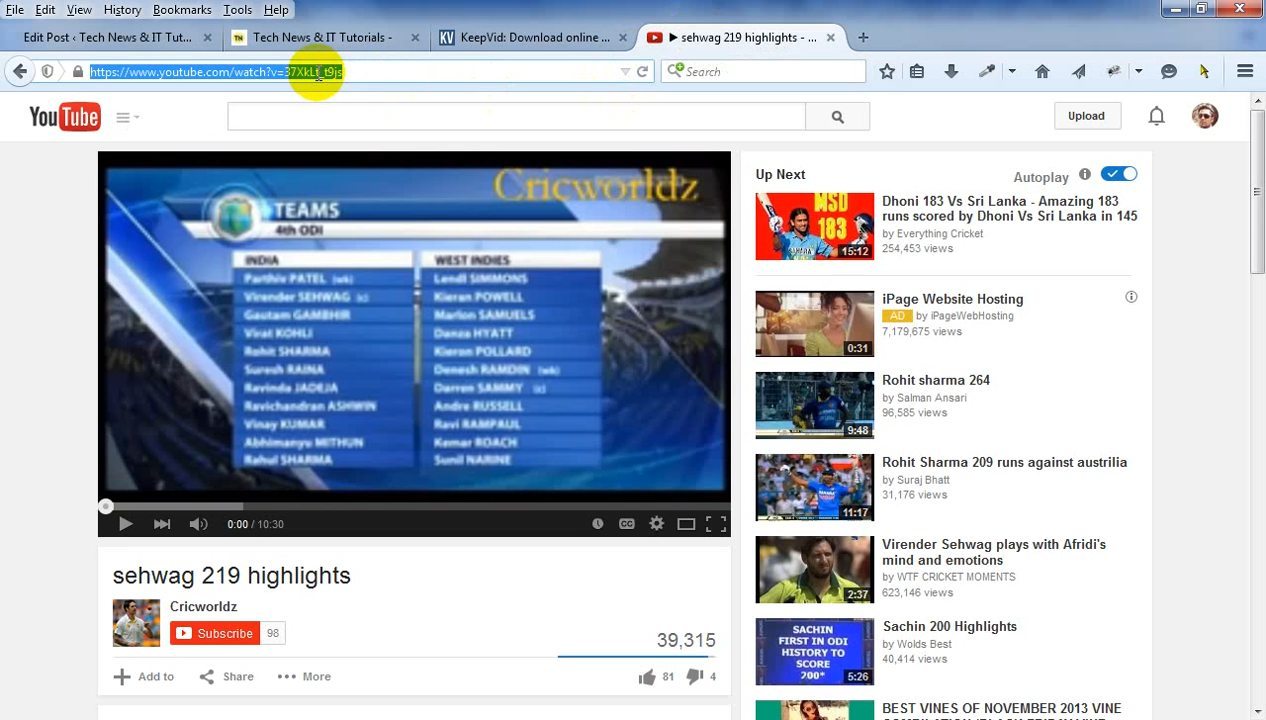 File Edit View History Bookmarks Tools Help
Edit Post ‹ Tech News & IT Tut... ×
TN Tech News & IT Tutorials - ×
KV KeepVid: Download online ... ×
▶ sehwag 219 highlights - ... ×
Search
YouTube
Upload
Cricworldz
TEAMS
4th ODI
INDIA WEST INDIES
Parthiv PATEL (wk) Lendl SIMMONS
Virender SEHWAG (c) Kieran POWELL
Gautam GAMBHIR Marlon SAMUELS
Virat KOHLI Danza HYATT
Rohit SHARMA Kieron POLLARD
Suresh RAINA Denesh RAMDIN (wk)
Ravindra JADEJA Darren SAMMY (c)
Ravichandran ASHWIN Andre RUSSELL
Vinay KUMAR Ravi RAMPAUL
Abhimanyu MITHUN Kemar ROACH
Rahul SHARMA Sunil NARINE
0:00 / 10:30
CC
sehwag 219 highlights
Cricworldz
Subscribe 98
39,315
Add to Share More 81 4
Up Next
Autoplay
MSD
183
15:12
Dhoni 183 Vs Sri Lanka - Amazing 183
runs scored by Dhoni Vs Sri Lanka in 145
by Everything Cricket
254,453 views
0:31
iPage Website Hosting
AD by iPageWebHosting
7,179,675 views
9:48
Rohit sharma 264
by Salman Ansari
96,585 views
11:17
Rohit Sharma 209 runs against austrilia
by Suraj Bhatt
31,176 views
2:37
Virender Sehwag plays with Afridi's
mind and emotions
by WTF CRICKET MOMENTS
623,146 views
SACHIN
FIRST IN ODI
HISTORY TO
SCORE
200*
5:26
Sachin 200 Highlights
by Wolds Best
40,414 views
BEST VINES OF NOVEMBER 2013 VINE